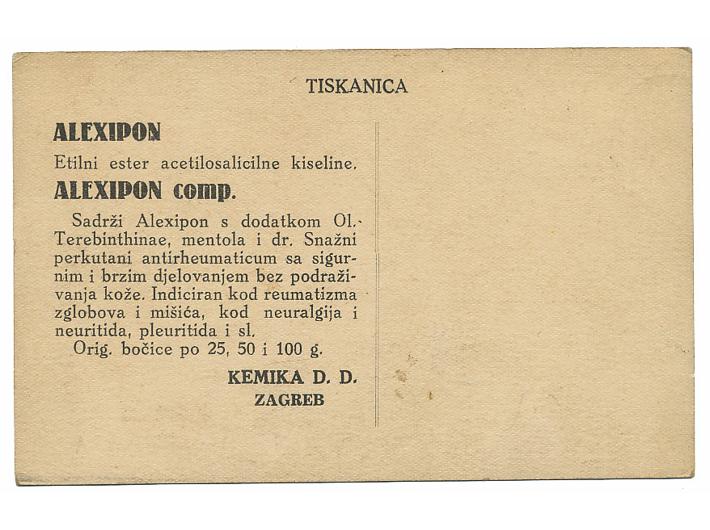 TISKANICA
ALEXIPON
Etilni ester acetilosalicilne kiseline.
ALEXIPON comp.
Sadrži Alexipon s dodatkom Ol.
Terebinthinae, mentola i dr. Snažni
perkutani antirheumaticum sa sigur-
nim i brzim djelovanjem bez podraži-
vanja kože. Indiciran kod reumatizma
zglobova i mišića, kod neuralgija i
neuritida, pleuritida i sl.
Orig. bočice po 25, 50 i 100 g.
KEMIKA D. D.
ZAGREB